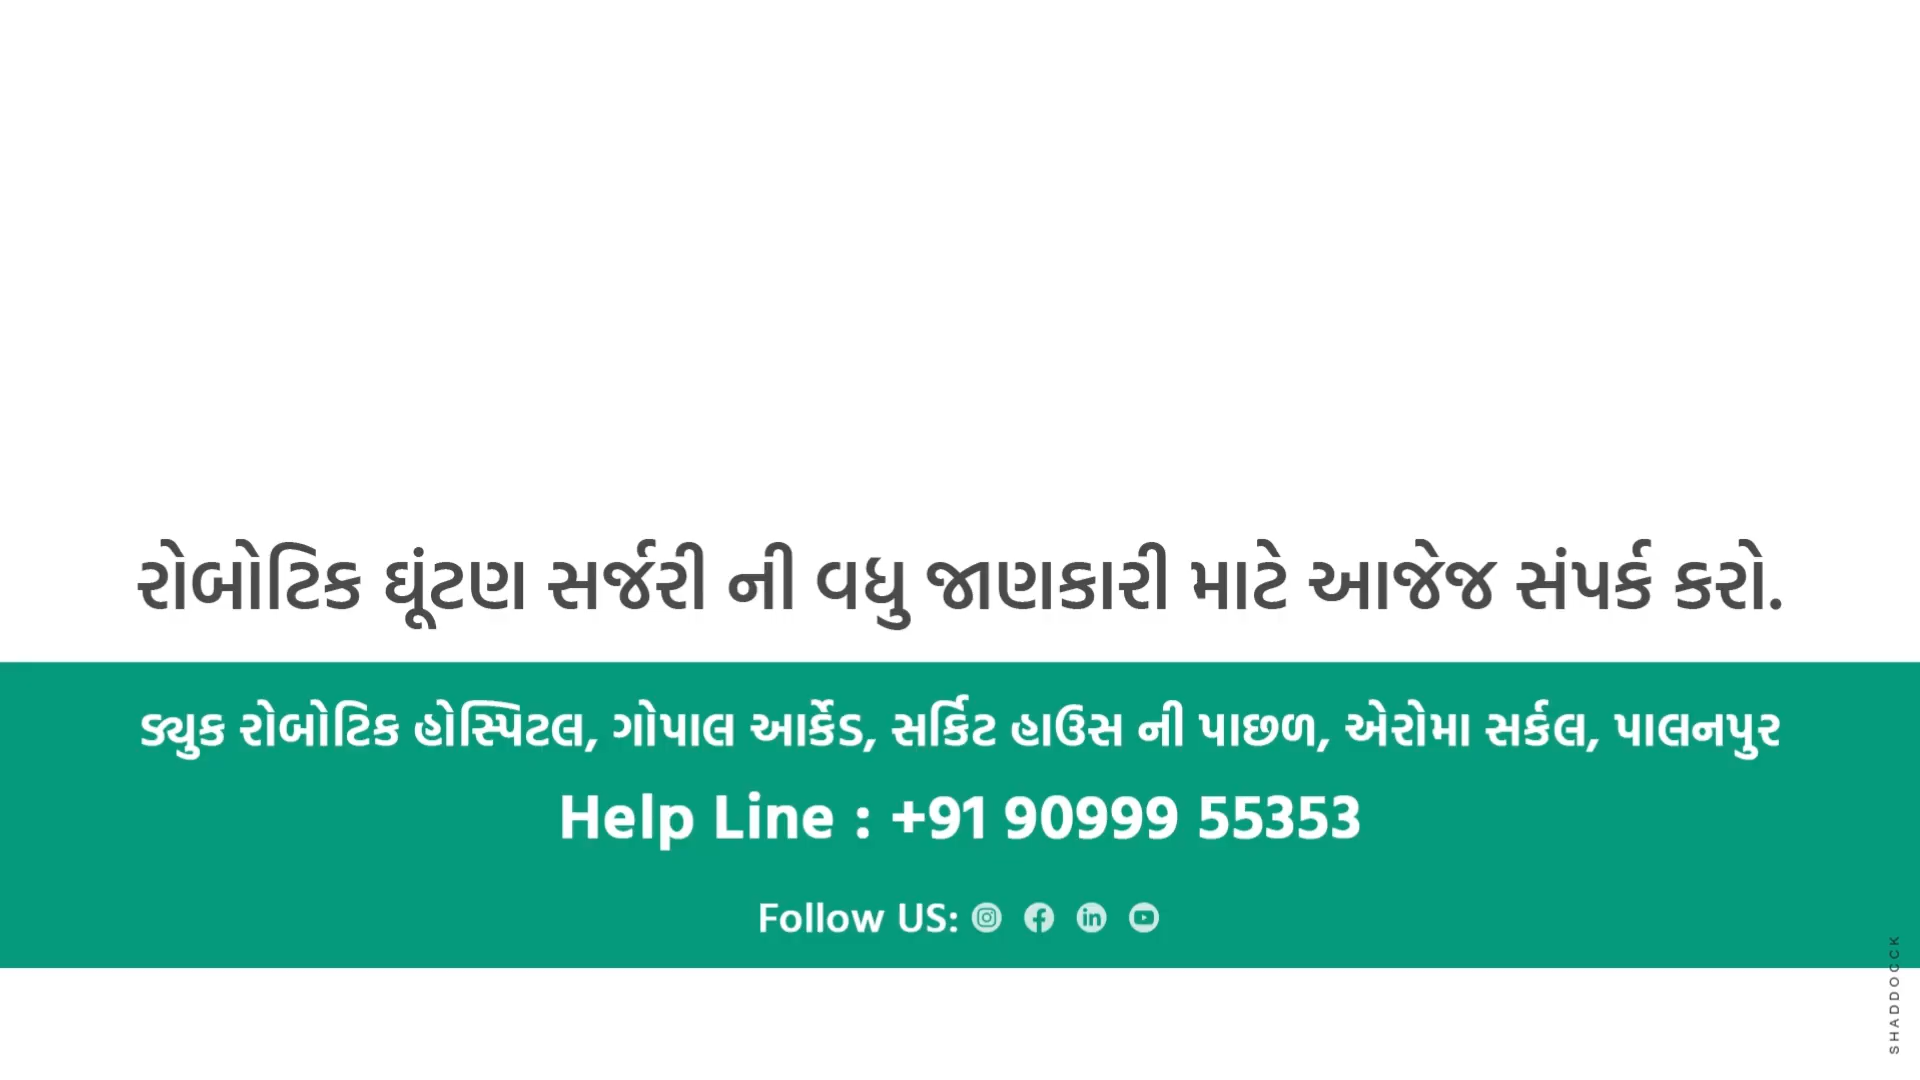 રોબોટિક ઘૂંટણ સર્જરી ની વધુ જાણકારી માટે આજેજ સંપર્ક કરો.
ડ્યુક રોબોટિક હોસ્પિટલ, ગોપાલ આર્કેડ, સર્કિટ હાઉસ ની પાછળ, એરોમા સર્કલ, પાલનપુર
Help Line : +91 90999 55353
Follow US:
SHADDOCCK